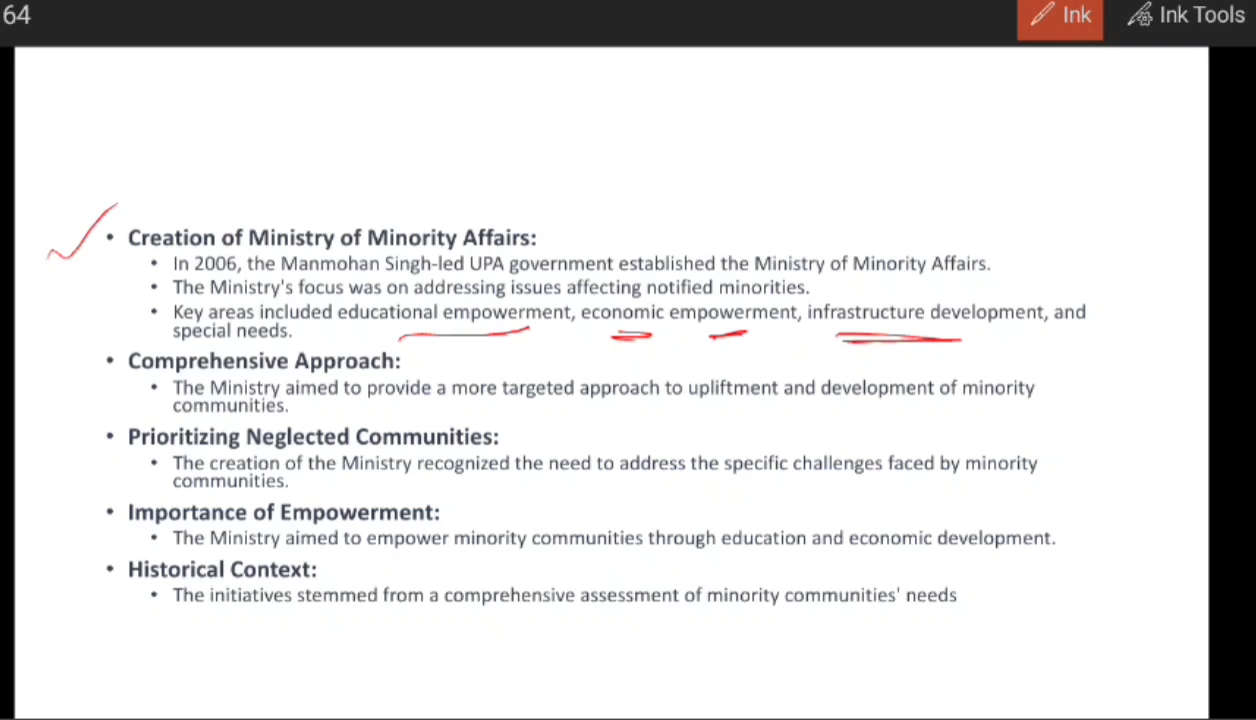 64
Ink
Ink Tools
• Creation of Ministry of Minority Affairs:
• In 2006, the Manmohan Singh-led UPA government established the Ministry of Minority Affairs.
• The Ministry's focus was on addressing issues affecting notified minorities.
• Key areas included educational empowerment, economic empowerment, infrastructure development, and
special needs.
• Comprehensive Approach:
• The Ministry aimed to provide a more targeted approach to upliftment and development of minority
communities.
• Prioritizing Neglected Communities:
• The creation of the Ministry recognized the need to address the specific challenges faced by minority
communities.
• Importance of Empowerment:
• The Ministry aimed to empower minority communities through education and economic development.
• Historical Context:
• The initiatives stemmed from a comprehensive assessment of minority communities' needs